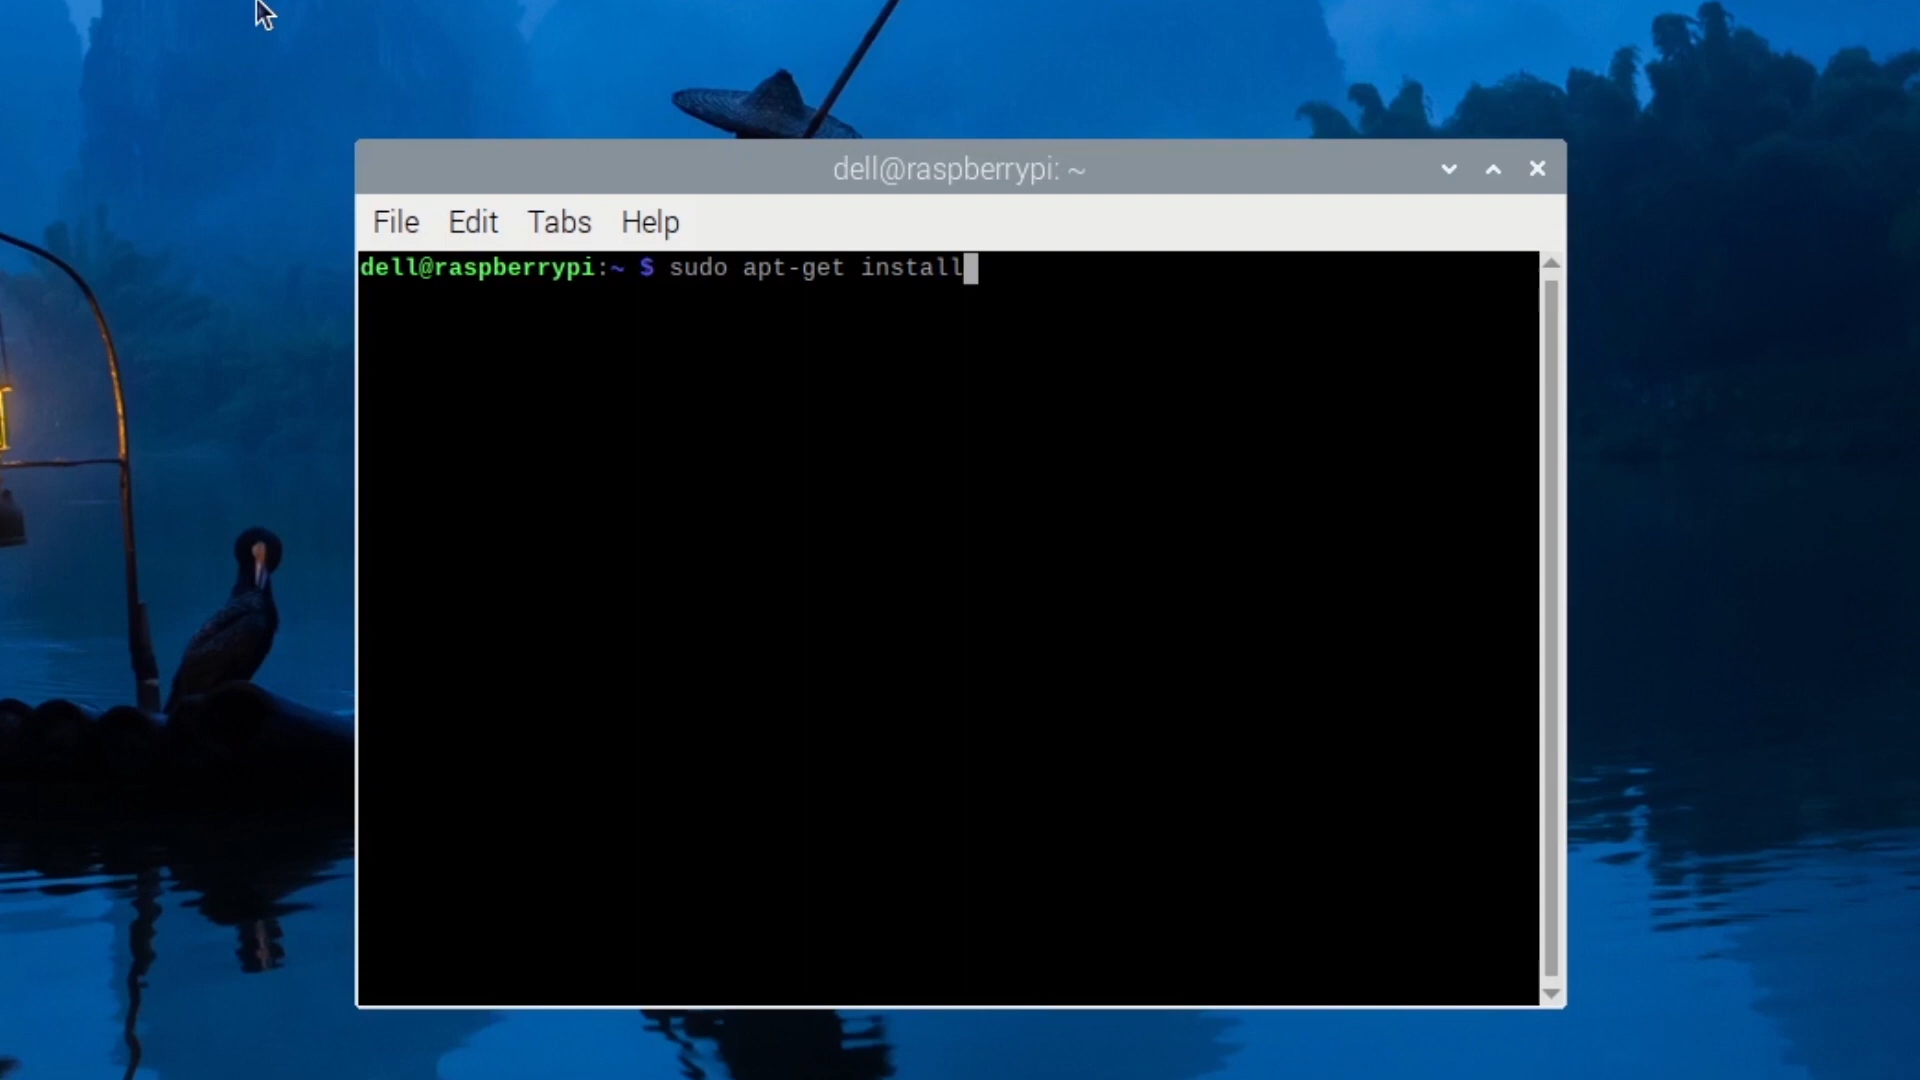 dell@raspberrypi: ~
File Edit Tabs Help
dell@raspberrypi:~ $ sudo apt-get install